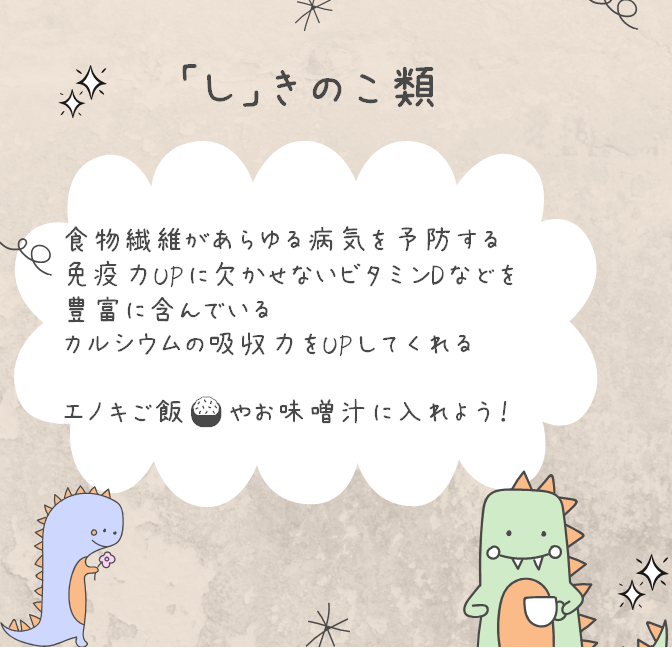 「し」きのこ類
食物繊維があらゆる病気を予防する
免疫力UPに欠かせないビタミンDなどを
豊富に含んでいる
カルシウムの吸収力をUPしてくれる
エノキご飯🍚やお味噌汁に入れよう！